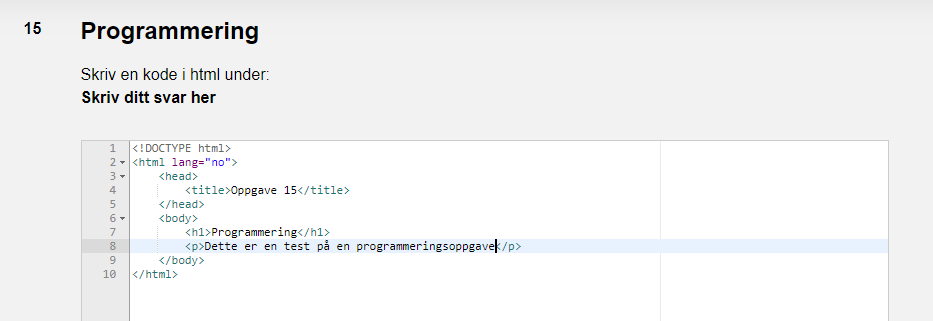 15 Programmering
Skriv en kode i html under:
Skriv ditt svar her
1 <!DOCTYPE html>
2 <html lang="no">
3 <head>
4 <title>Oppgave 15</title>
5 </head>
6 <body>
7 <h1>Programmering</h1>
8 <p>Dette er en test på en programmeringsoppgave</p>
9 </body>
10 </html>